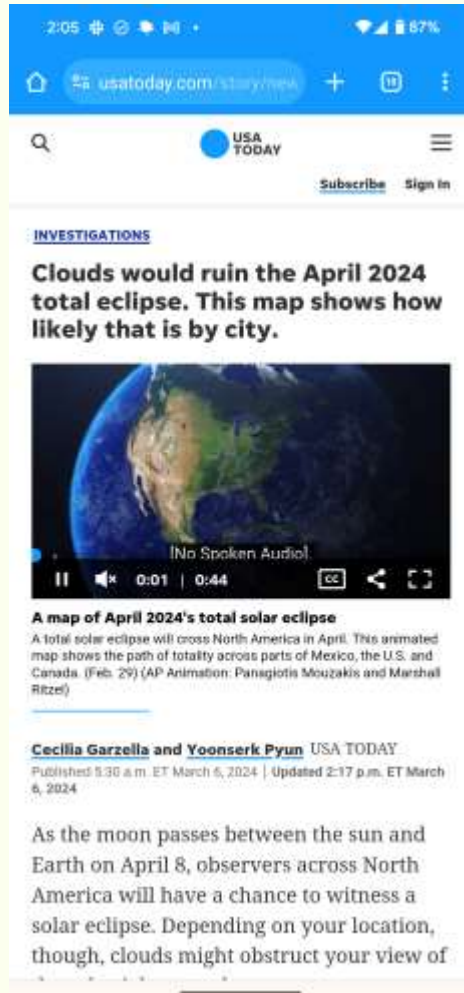 2:05
87%
usatoday.com/story/new
18
USA
TODAY
Subscribe Sign In
INVESTIGATIONS
Clouds would ruin the April 2024
total eclipse. This map shows how
likely that is by city.
[No Spoken Audio]
0:01 | 0:44
CC
A map of April 2024's total solar eclipse
A total solar eclipse will cross North America in April. This animated
map shows the path of totality across parts of Mexico, the U.S. and
Canada. (Feb. 29) (AP Animation: Panagiotis Mouzakis and Marshall
Ritzel)
Cecilia Garzella and Yoonserk Pyun USA TODAY
Published 5:30 a.m. ET March 6, 2024 | Updated 2:17 p.m. ET March
6, 2024
As the moon passes between the sun and
Earth on April 8, observers across North
America will have a chance to witness a
solar eclipse. Depending on your location,
though, clouds might obstruct your view of